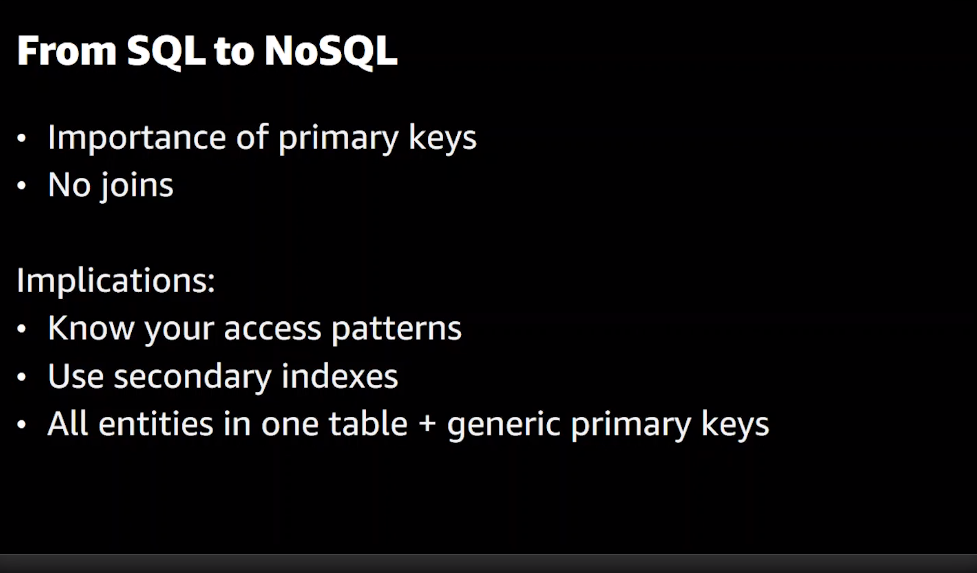 From SQL to NoSQL
• Importance of primary keys
• No joins
Implications:
• Know your access patterns
• Use secondary indexes
• All entities in one table + generic primary keys